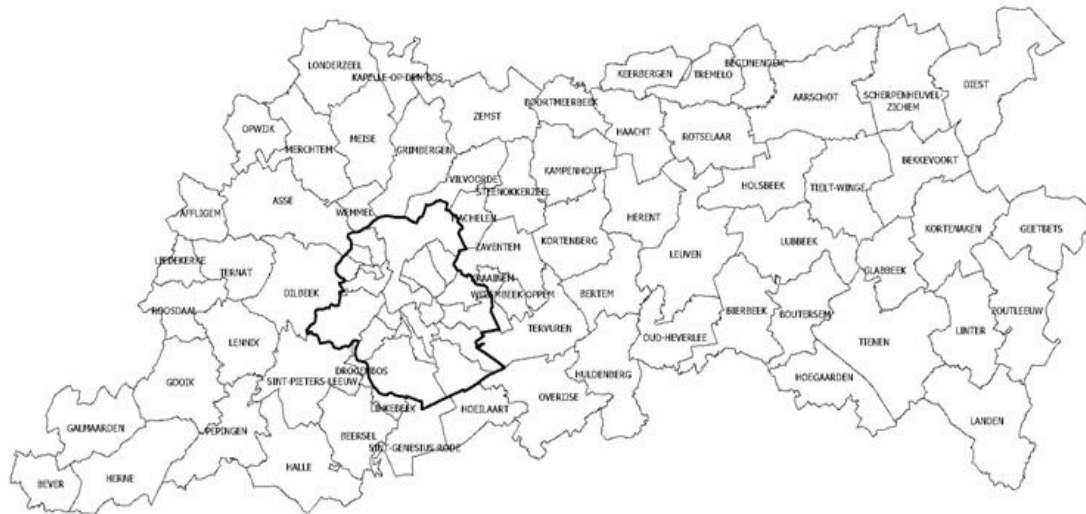 LONDERZEEL
KAPELLE-OP-DEN-BOS
KEERBERGEN
TREMELO
BEGIJNENDIJK
DIEST
AARSCHOT
SCHERPENHEUVEL-
ZICHEM
BOORTMEERBEEK
ZEMST
OPWIJK
MEISE
MERCHTEM
GRIMBERGEN
HAACHT
ROTSELAAR
BEKKEVOORT
KAMPENHOUT
VILVOORDE
STEENOKKERZEEL
HOLSBEEK
TIELT-WINGE
ASSE
AFFLIGEM
WEMMEL
MACHELEN
HERENT
KORTENAKEN
GEETBETS
ZAVENTEM
KORTENBERG
LUBBEEK
LEUVEN
LIEDEKERKE
TERNAT
GLABBEEK
KRAAINEM
DILBEEK
WEZEMBEEK-OPPEM
BERTEM
ROOSDAAL
BIERBEEK
BOUTERSEM
ZOUTLEEUW
TERVUREN
LINTER
LENNIK
OUD-HEVERLEE
TIENEN
GOOIK
DROGENBOS
SINT-PIETERS-LEEUW
HULDENBERG
HOEGAARDEN
OVERIJSE
LINKEBEEK
HOEILAART
LANDEN
GALMAARDEN
PEPINGEN
BEERSEL
SINT-GENESIUS-RODE
HALLE
HERNE
BEVER